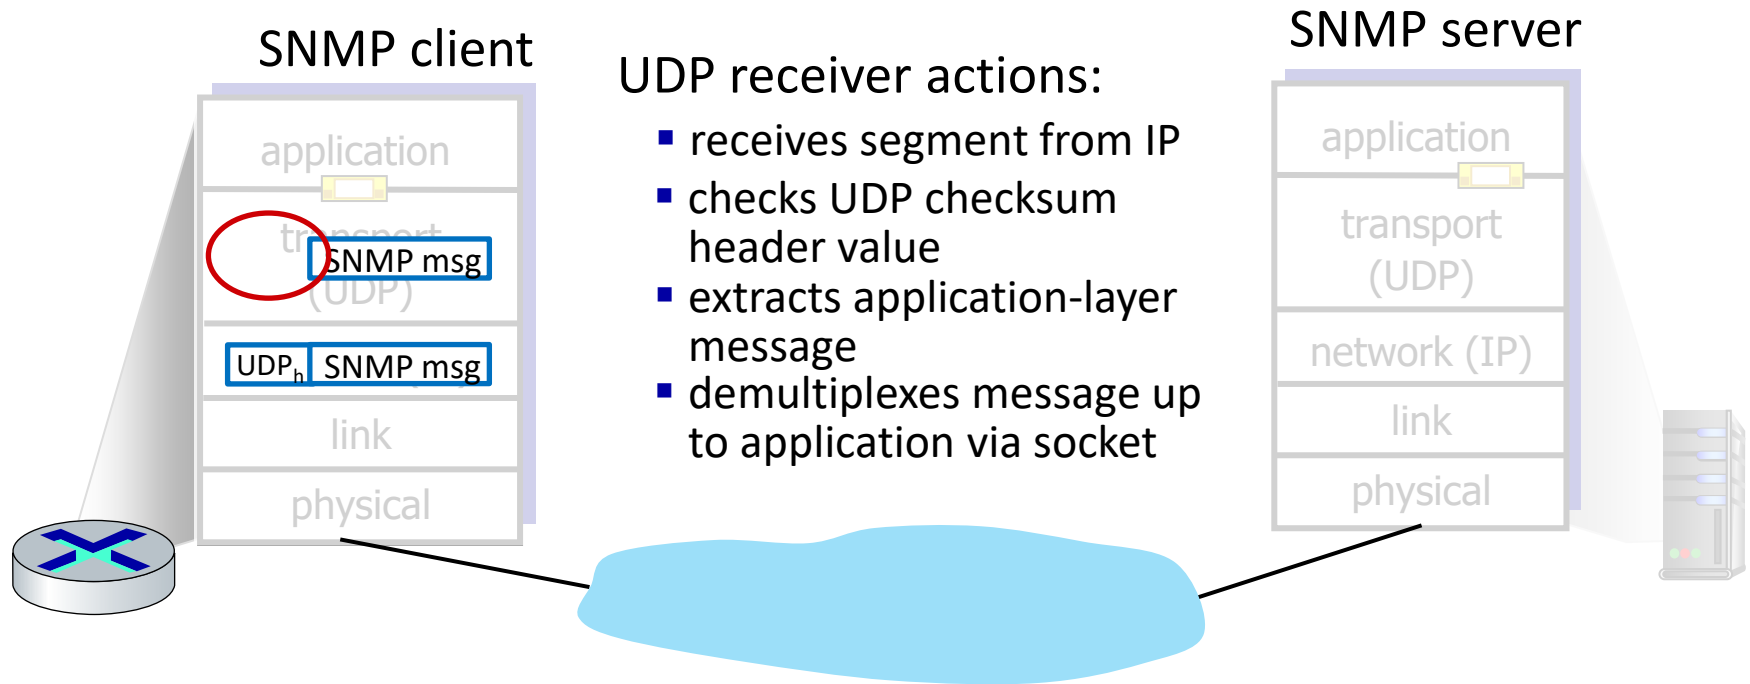 SNMP client
application
transport
(UDP)
SNMP msg
UDPh SNMP msg
link
physical
UDP receiver actions:
▪ receives segment from IP
▪ checks UDP checksum
header value
▪ extracts application-layer
message
▪ demultiplexes message up
to application via socket
SNMP server
application
transport
(UDP)
network (IP)
link
physical